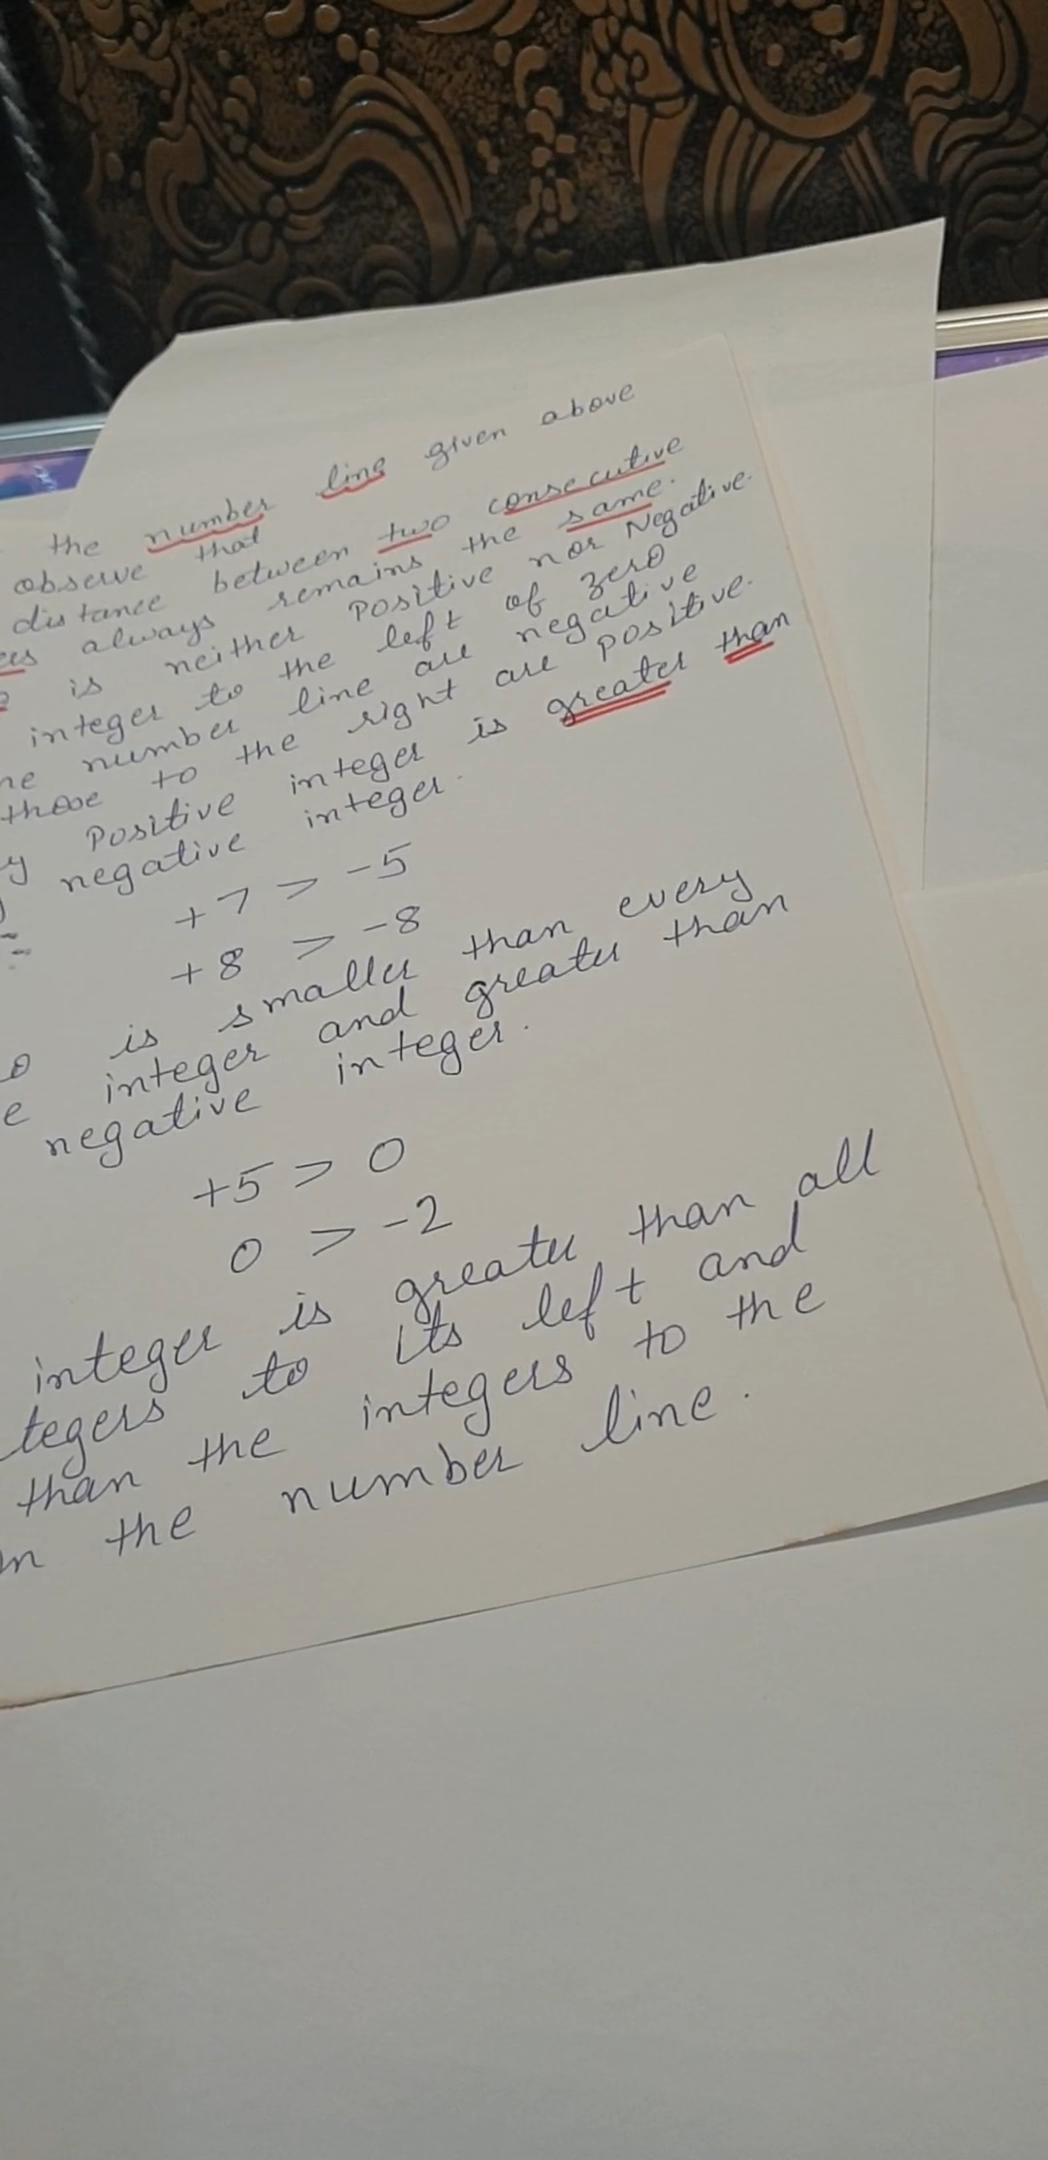 the number line given above
observe that
distance between two consecutive
always remains the same.
is neither Positive nor Negative.
integer to the left of zero
number line are negative
those to the right are positive.
Positive integer is greater than
negative integer.
+7 > -5
+8 > -8
is smaller than every
integer and greater than
negative integer.
+5 > 0
0 > -2
integer is greater than all
tegers to its left and
than the integers to the
the number line.